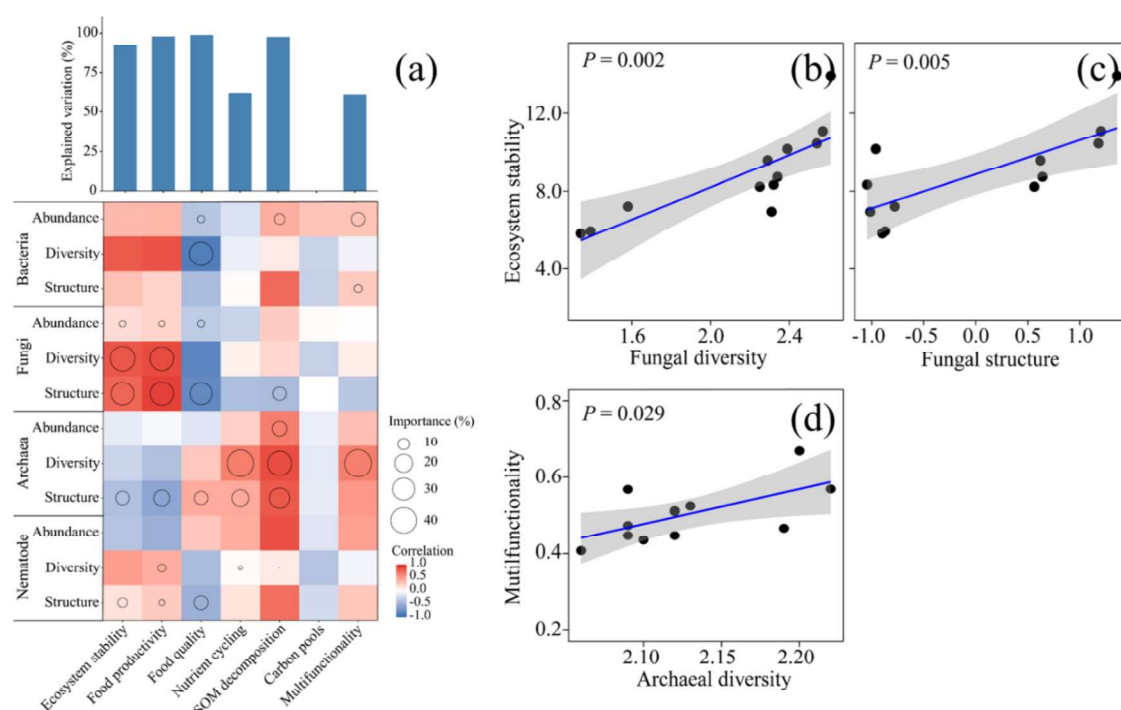 Explained variation (%)
100
75
50
25
0
(a)
Bacteria
Abundance
Diversity
Structure
Fungi
Abundance
Diversity
Structure
Archaea
Abundance
Diversity
Structure
Nematode
Abundance
Diversity
Structure
Importance (%)
10
20
30
40
Correlation
1.0
0.5
0.0
-0.5
-1.0
Ecosystem stability
Food productivity
Food quality
Nutrient cycling
SOM decomposition
Carbon pools
Multifunctionality
P = 0.002
(b)
Ecosystem stability
12.0
8.0
4.0
1.6
2.0
2.4
Fungal diversity
P = 0.005
(c)
-1.0
-0.5
0.0
0.5
1.0
Fungal structure
P = 0.029
(d)
Mutilfunctionality
0.8
0.6
0.4
0.2
2.10
2.15
2.20
Archaeal diversity